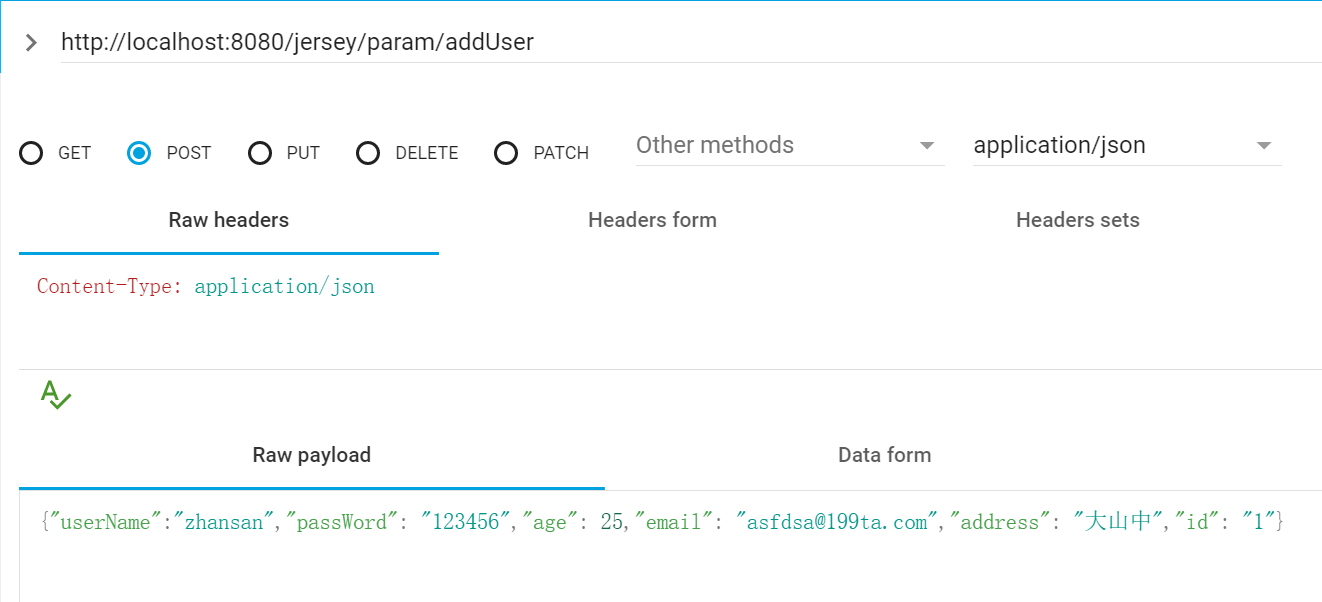 http://localhost:8080/jersey/param/addUser
GET POST PUT DELETE PATCH Other methods application/json
Raw headers Headers form Headers sets
Content-Type: application/json
Raw payload Data form
{"userName":"zhansan","passWord": "123456","age": 25,"email": "asfdsa@199ta.com","address": "大山中","id": "1"}